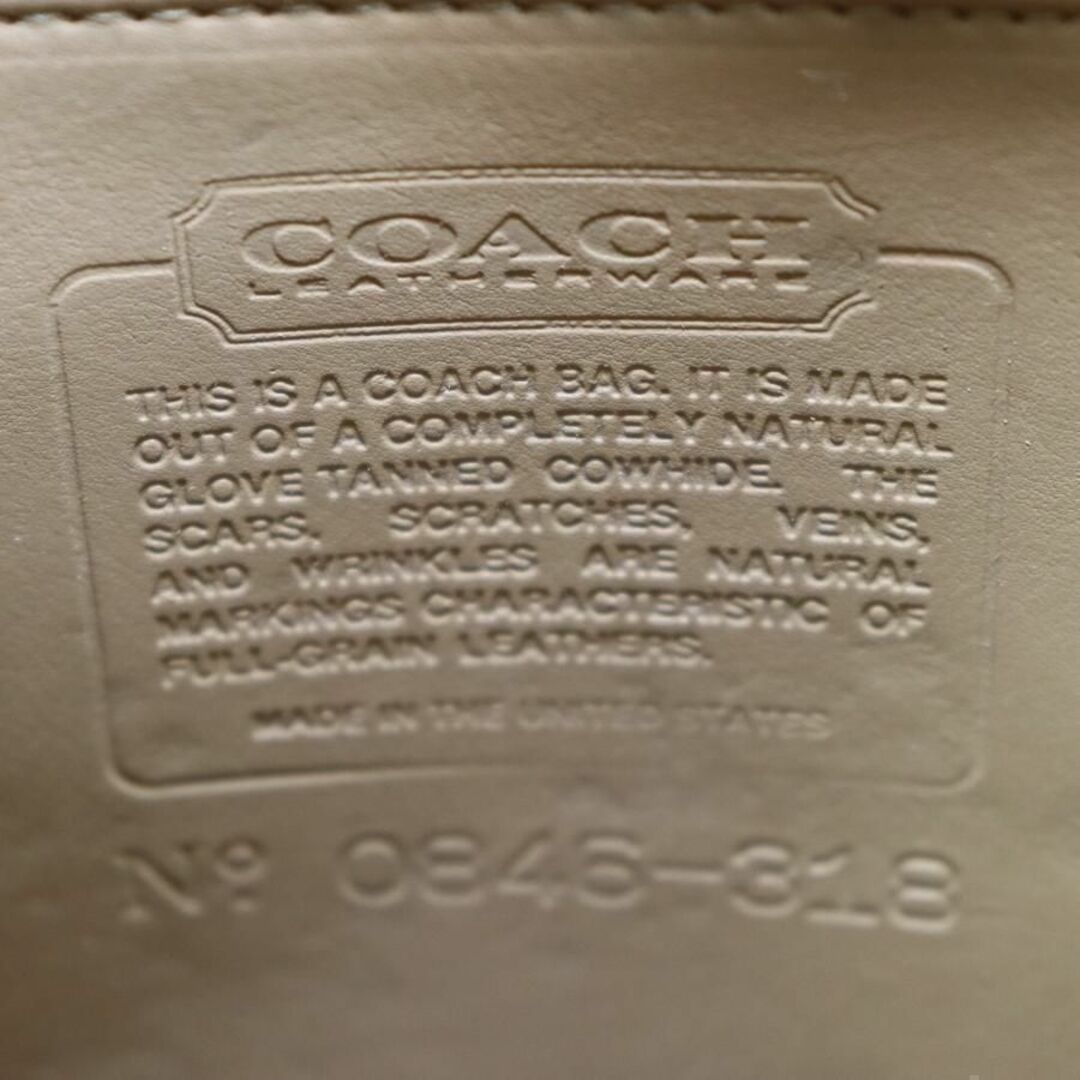 COACH
LEATHERWARE
THIS IS A COACH BAG. IT IS MADE
OUT OF A COMPLETELY NATURAL
GLOVE TANNED COWHIDE. THE
SCARS, SCRATCHES, VEINS,
AND WRINKLES ARE NATURAL
MARKINGS CHARACTERISTIC OF
FULL-GRAIN LEATHERS.
MADE IN THE UNITED STATES
Nº 0846-318